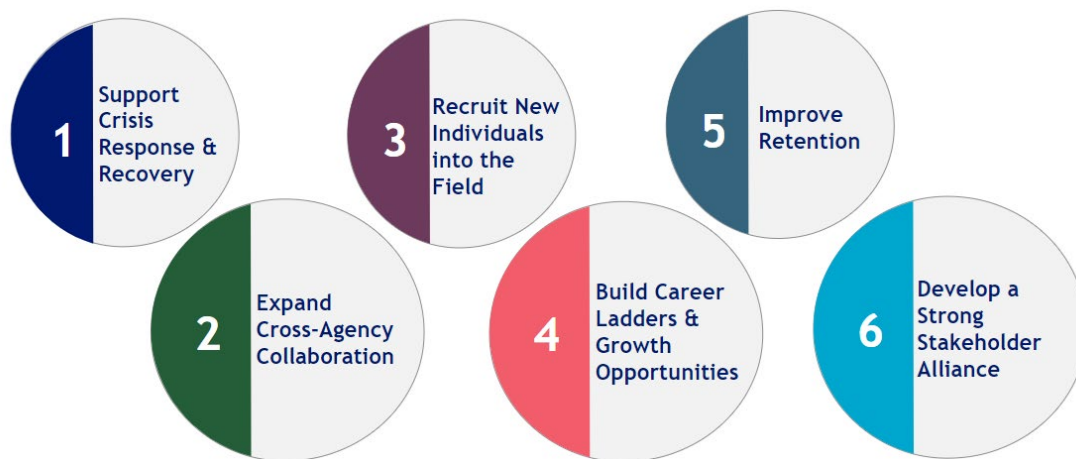 1
Support
Crisis
Response &
Recovery
2
Expand
Cross-Agency
Collaboration
3
Recruit New
Individuals
into the
Field
4
Build Career
Ladders &
Growth
Opportunities
5
Improve
Retention
6
Develop a
Strong
Stakeholder
Alliance